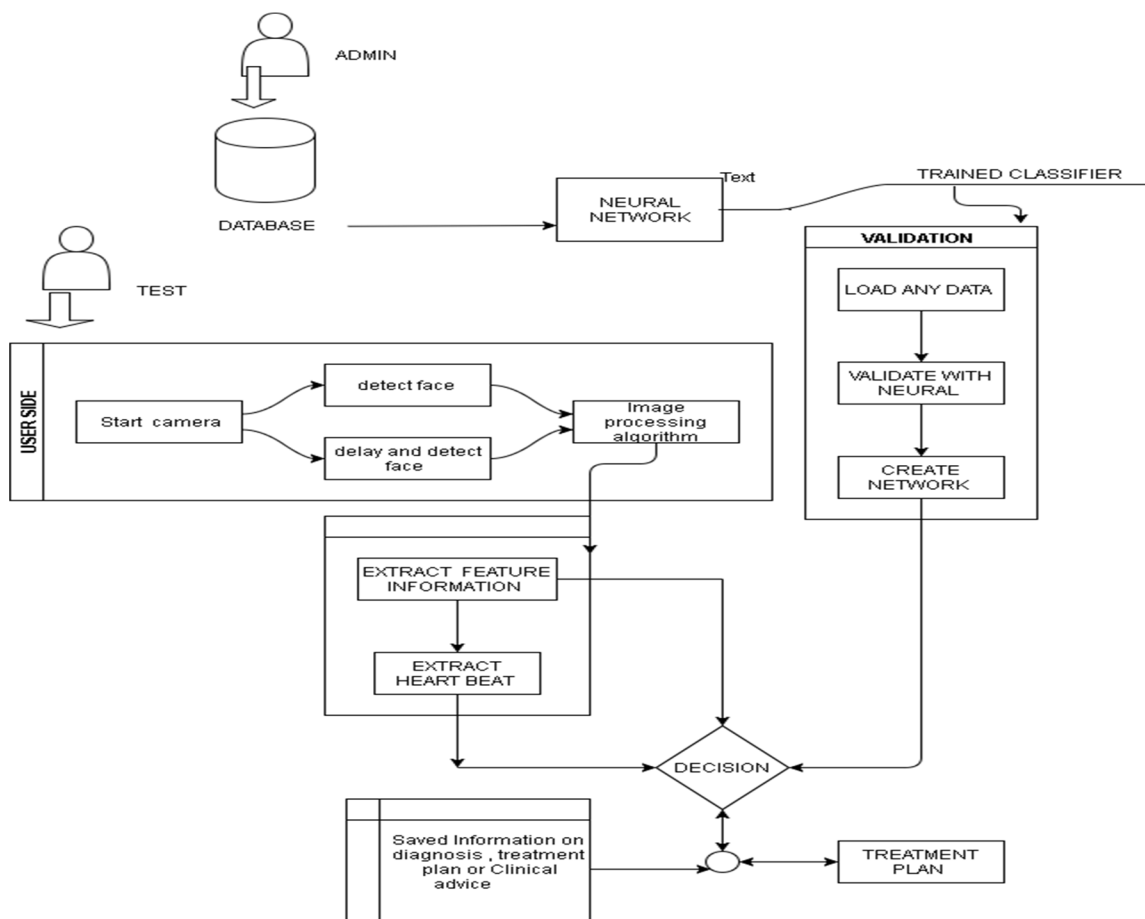 ADMIN
Text
TRAINED CLASSIFIER
NEURAL
NETWORK
DATABASE
VALIDATION
TEST
LOAD ANY DATA
USER SIDE
detect face
VALIDATE WITH
NEURAL
Start camera
Image
processing
algorithm
delay and detect
face
CREATE
NETWORK
EXTRACT FEATURE
INFORMATION
EXTRACT
HEART BEAT
DECISION
Saved Information on
diagnosis , treatment
plan or Clinical
advice
TREATMENT
PLAN